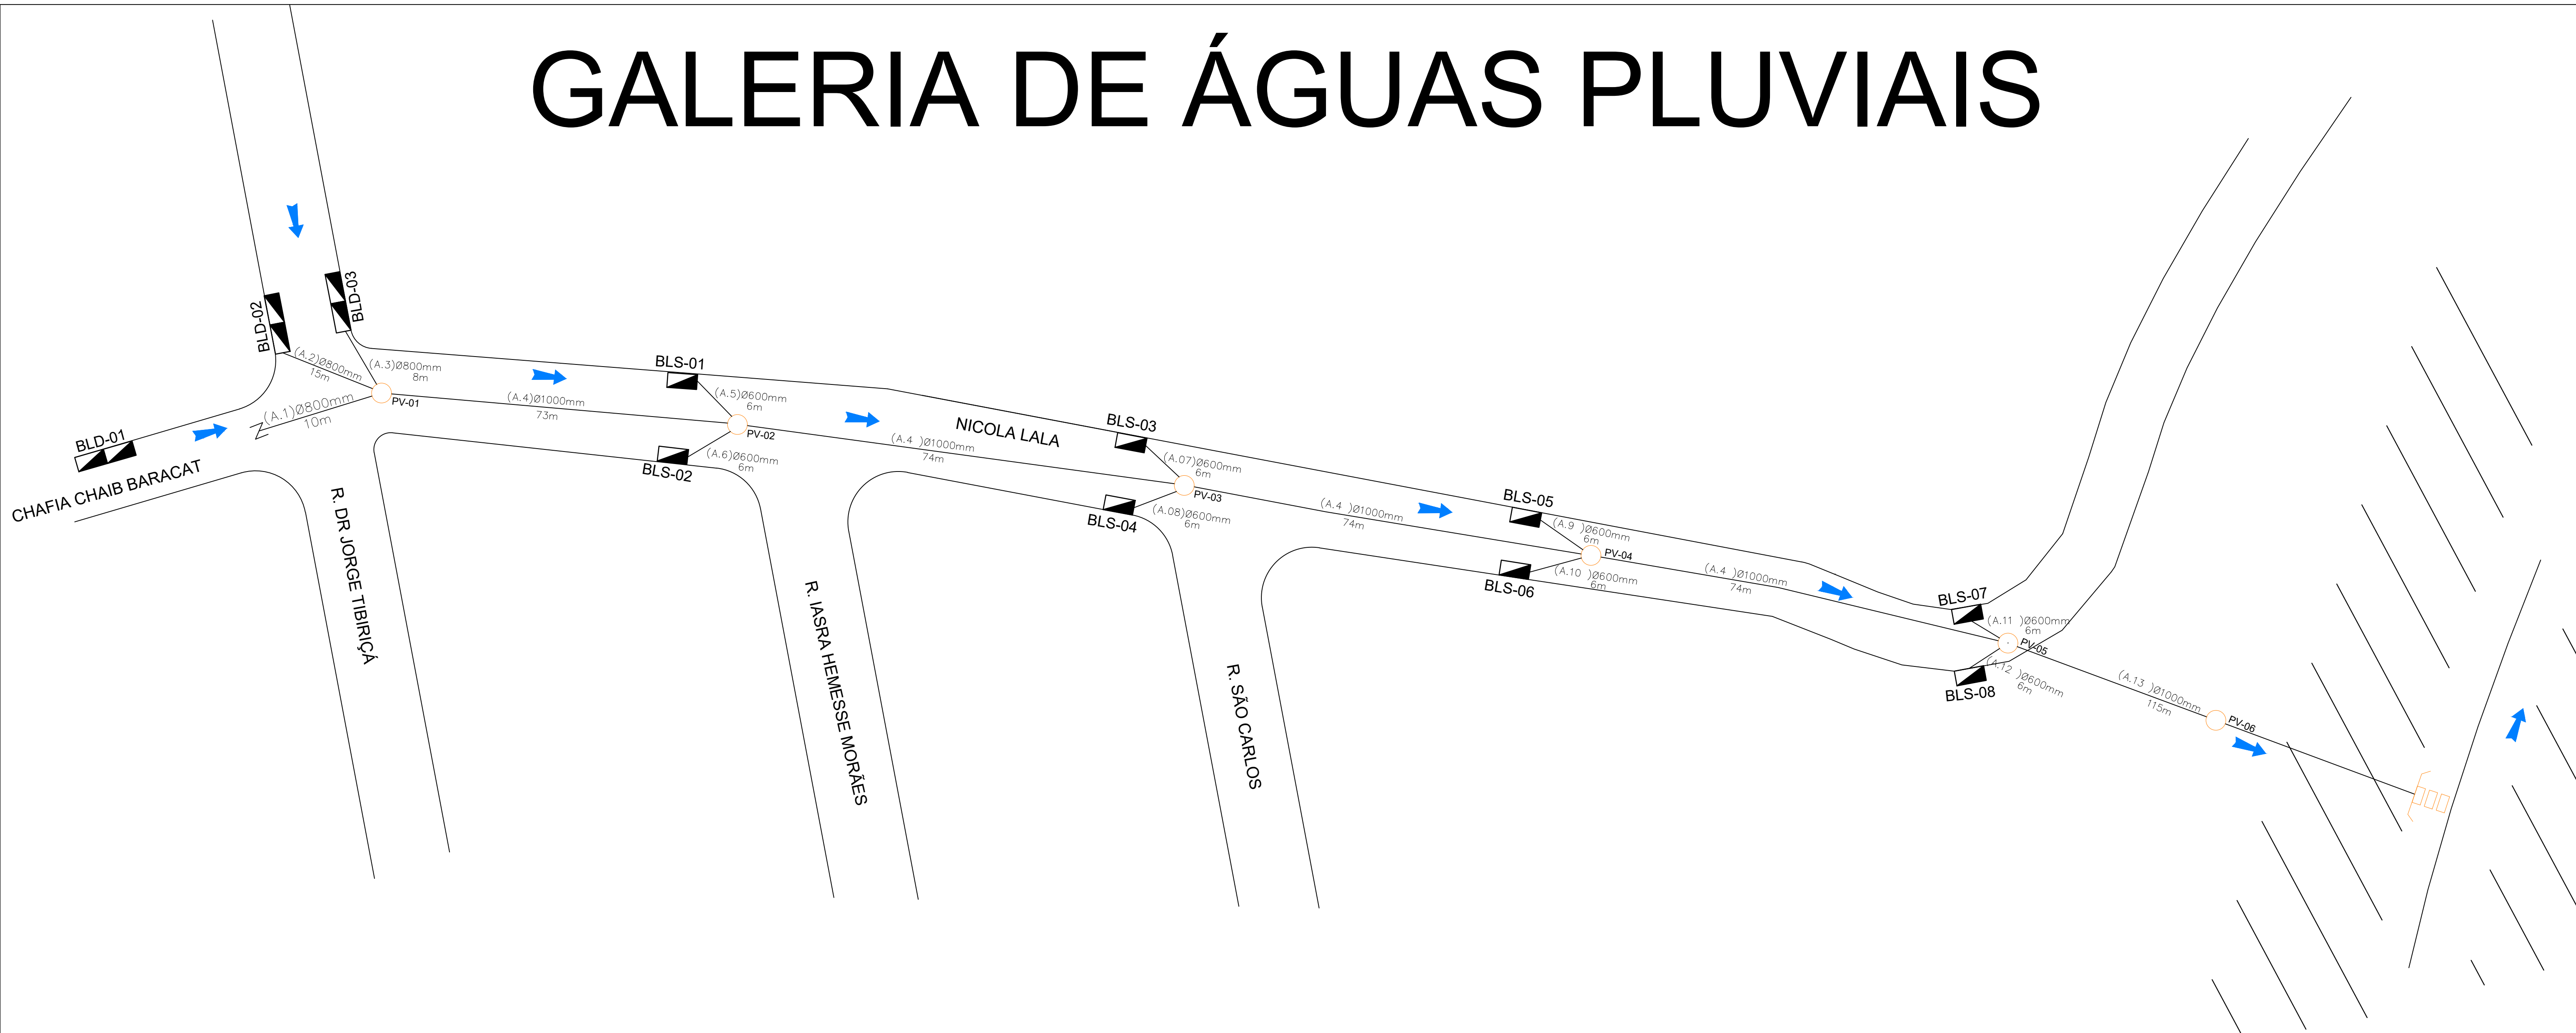 GALERIA DE ÁGUAS PLUVIAIS
BLD-02
BLD-03
(A.2)Ø800mm
15m
(A.3)Ø800mm
8m
PV-01
(A.1)Ø800mm
10m
BLD-01
CHAFIA CHAIB BARACAT
R. DR JORGE TIBIRIÇÁ
(A.4)Ø1000mm
73m
BLS-01
(A.5)Ø600mm
6m
PV-02
(A.6)Ø600mm
6m
BLS-02
R. IASRA HEMESSE MORÃES
(A.4 )Ø1000mm
74m
NICOLA LALA
BLS-03
(A.07)Ø600mm
6m
PV-03
(A.08)Ø600mm
6m
BLS-04
R. SÃO CARLOS
(A.4 )Ø1000mm
74m
BLS-05
(A.9 )Ø600mm
6m
PV-04
(A.10 )Ø600mm
6m
BLS-06
(A.4 )Ø1000mm
74m
BLS-07
(A.11 )Ø600mm
6m
PV-05
(A.12 )Ø600mm
6m
BLS-08
(A.13 )Ø1000mm
115m
PV-06